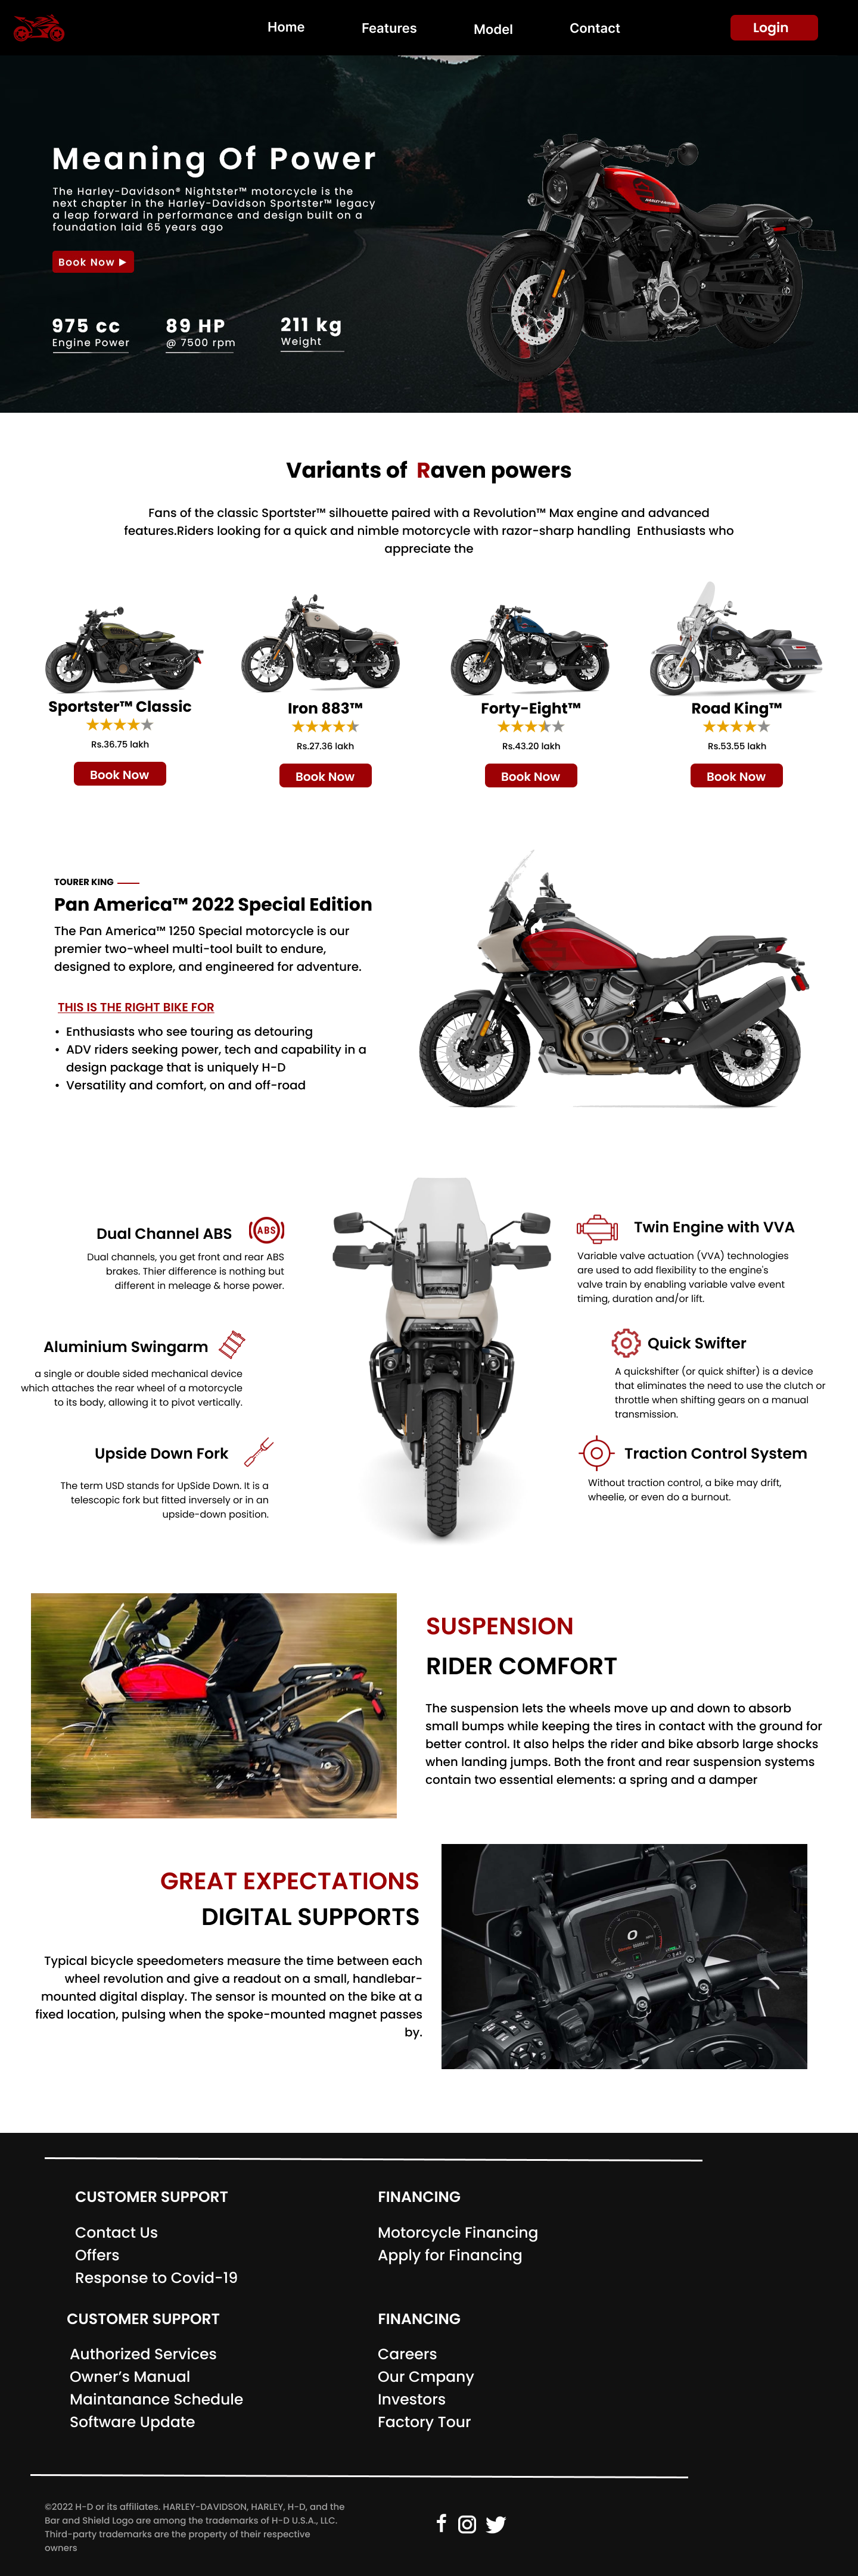 Home
Features
Model
Contact
Login
Meaning Of Power
The Harley-Davidson® Nightster™ motorcycle is the
next chapter in the Harley-Davidson Sportster™ legacy
a leap forward in performance and design built on a
foundation laid 65 years ago
Book Now
975 cc
Engine Power
89 HP
@ 7500 rpm
211 kg
Weight
Variants of Raven powers
Fans of the classic Sportster™ silhouette paired with a Revolution™ Max engine and advanced
features.Riders looking for a quick and nimble motorcycle with razor-sharp handling  Enthusiasts who
appreciate the
Sportster™ Classic
Rs.36.75 lakh
Book Now
Iron 883™
Rs.27.36 lakh
Book Now
Forty-Eight™
Rs.43.20 lakh
Book Now
Road King™
Rs.53.55 lakh
Book Now
TOURER KING
Pan America™ 2022 Special Edition
The Pan America™ 1250 Special motorcycle is our
premier two-wheel multi-tool built to endure,
designed to explore, and engineered for adventure.
THIS IS THE RIGHT BIKE FOR
• Enthusiasts who see touring as detouring
• ADV riders seeking power, tech and capability in a
design package that is uniquely H-D
• Versatility and comfort, on and off-road
Dual Channel ABS
ABS
Dual channels, you get front and rear ABS
brakes. Thier difference is nothing but
different in meleage & horse power.
Aluminium Swingarm
a single or double sided mechanical device
which attaches the rear wheel of a motorcycle
to its body, allowing it to pivot vertically.
Upside Down Fork
The term USD stands for UpSide Down. It is a
telescopic fork but fitted inversely or in an
upside-down position.
Twin Engine with VVA
Variable valve actuation (VVA) technologies
are used to add flexibility to the engine's
valve train by enabling variable valve event
timing, duration and/or lift.
Quick Swifter
A quickshifter (or quick shifter) is a device
that eliminates the need to use the clutch or
throttle when shifting gears on a manual
transmission.
Traction Control System
Without traction control, a bike may drift,
wheelie, or even do a burnout.
SUSPENSION
RIDER COMFORT
The suspension lets the wheels move up and down to absorb
small bumps while keeping the tires in contact with the ground for
better control. It also helps the rider and bike absorb large shocks
when landing jumps. Both the front and rear suspension systems
contain two essential elements: a spring and a damper
GREAT EXPECTATIONS
DIGITAL SUPPORTS
Typical bicycle speedometers measure the time between each
wheel revolution and give a readout on a small, handlebar-
mounted digital display. The sensor is mounted on the bike at a
fixed location, pulsing when the spoke-mounted magnet passes
by.
0
CUSTOMER SUPPORT
Contact Us
Offers
Response to Covid-19
FINANCING
Motorcycle Financing
Apply for Financing
CUSTOMER SUPPORT
Authorized Services
Owner's Manual
Maintanance Schedule
Software Update
FINANCING
Careers
Our Cmpany
Investors
Factory Tour
©2022 H-D or its affiliates. HARLEY-DAVIDSON, HARLEY, H-D, and the
Bar and Shield Logo are among the trademarks of H-D U.S.A., LLC.
Third-party trademarks are the property of their respective
owners